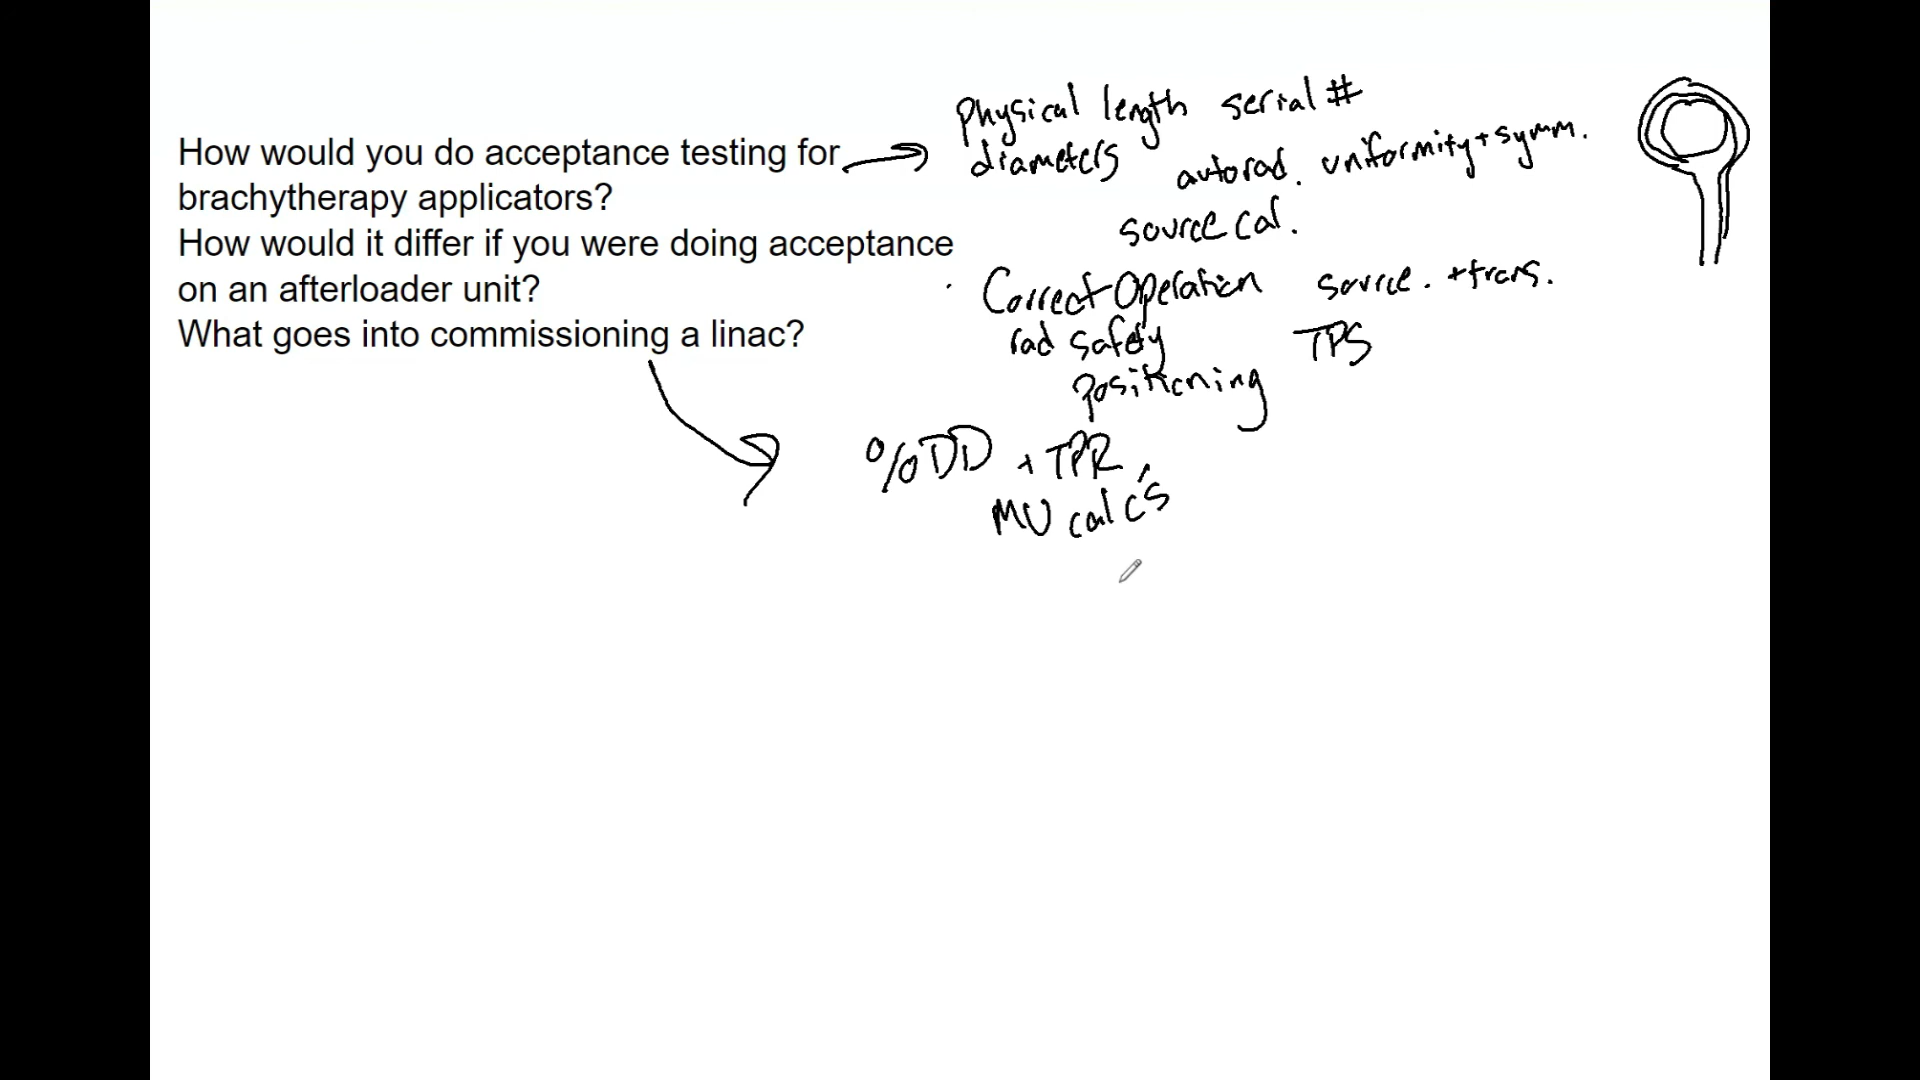 How would you do acceptance testing for
brachytherapy applicators?
How would it differ if you were doing acceptance
on an afterloader unit?
What goes into commissioning a linac?
Physical length serial #
diameters autorad. uniformity + symm.
source cal.
Correct Operation source. + trans.
rad safety TPS
positioning
%DD + TPR
MU calc's